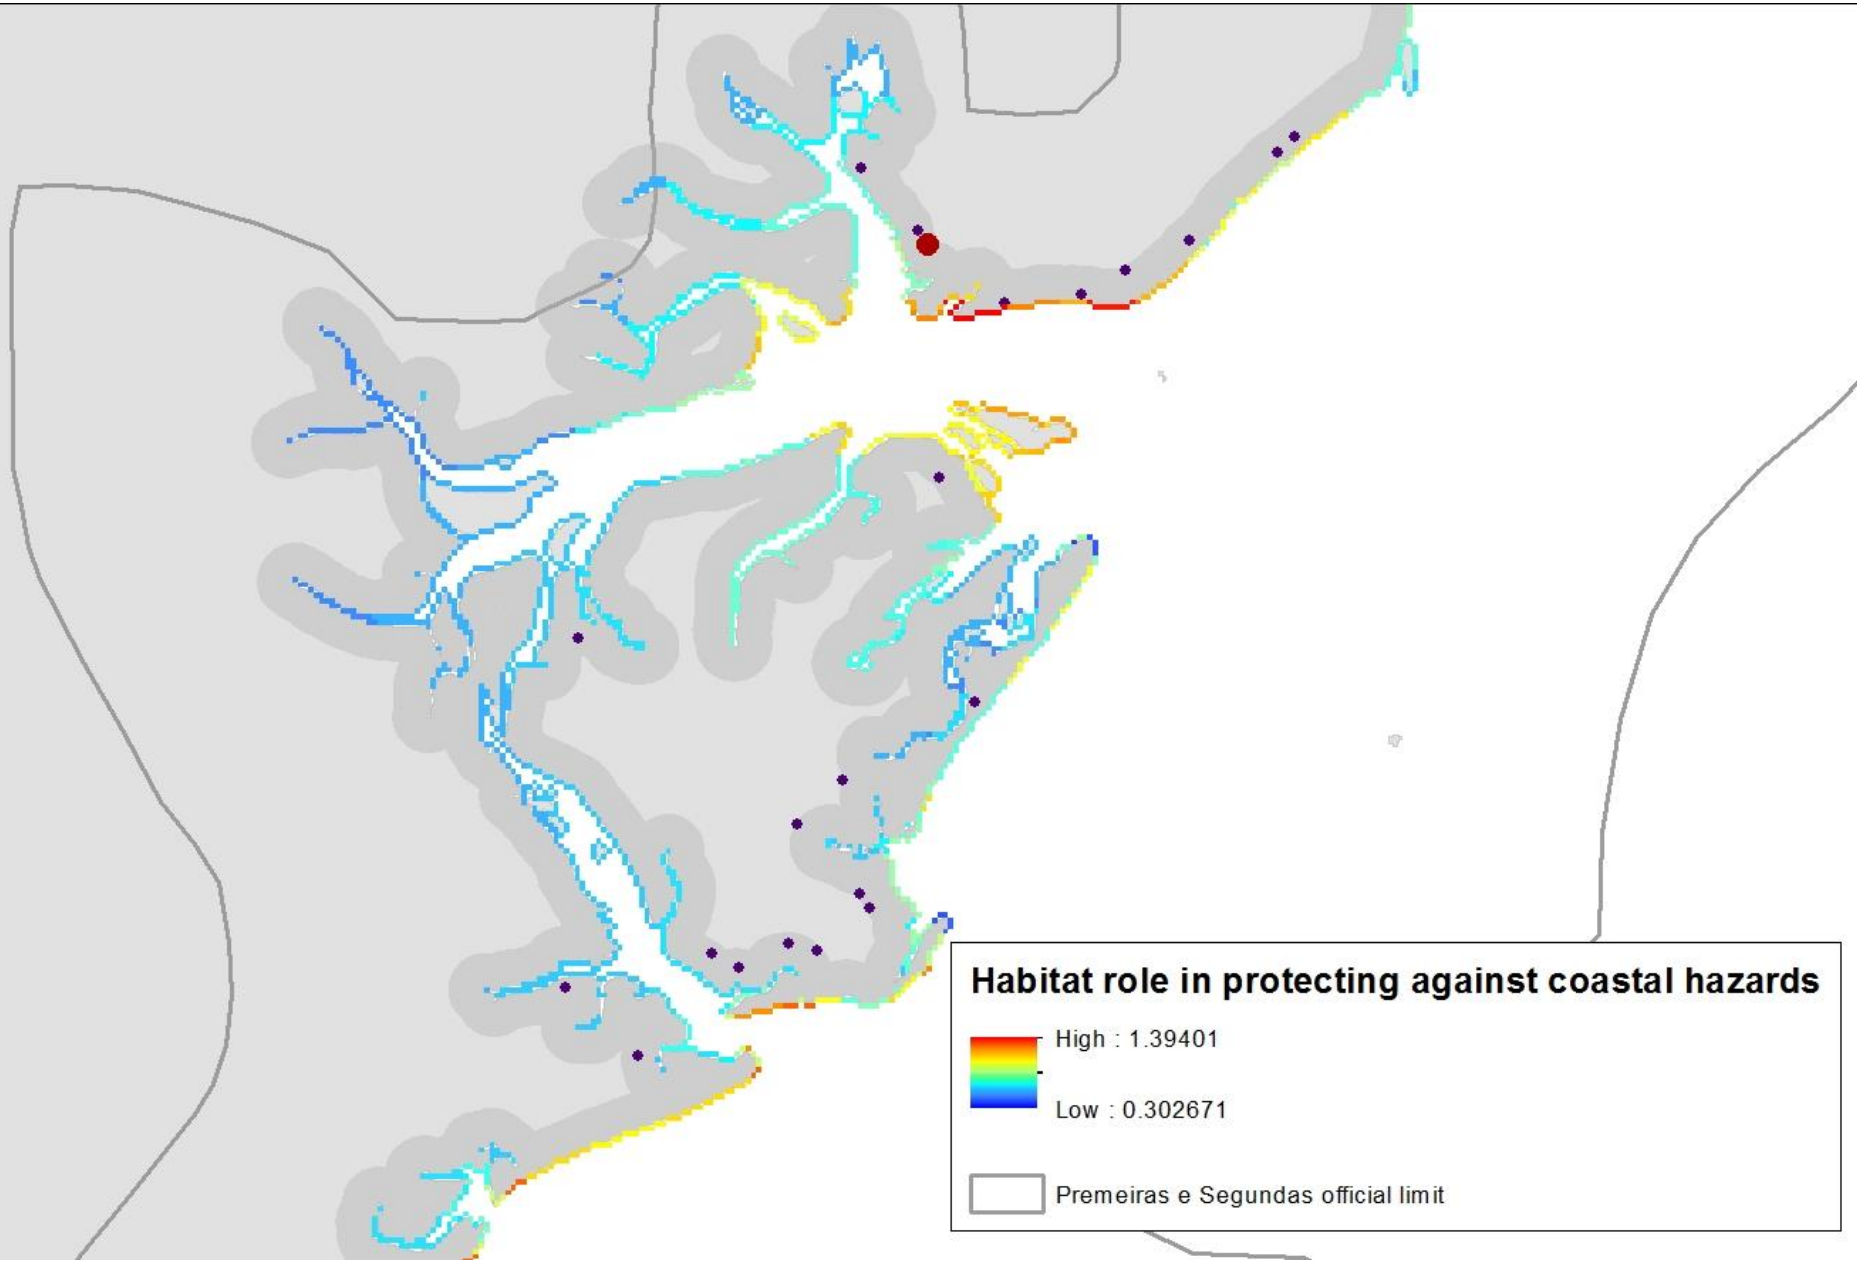 Habitat role in protecting against coastal hazards
High : 1.39401
Low : 0.302671
Premeiras e Segundas official limit